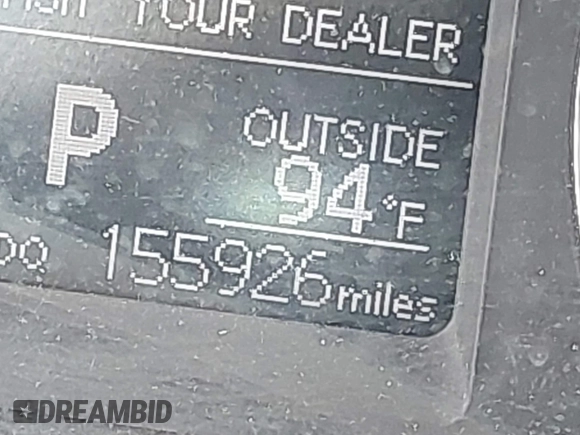 YOUR DEALER
P
OUTSIDE
94°F
155926 miles
DREAMBID